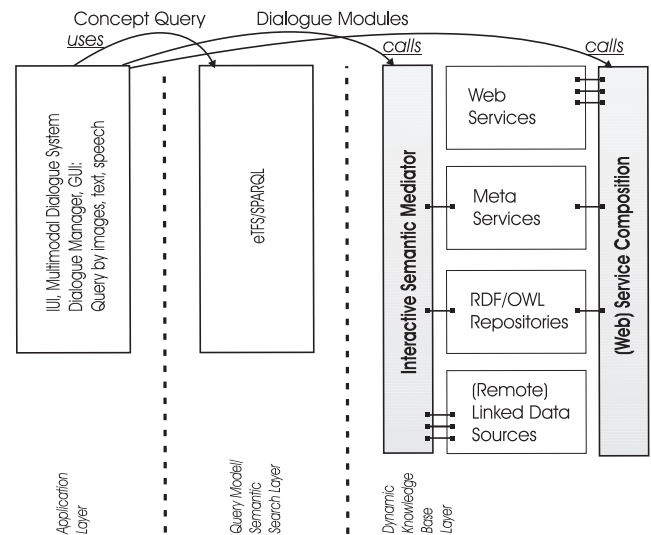 Concept Query
Dialogue Modules
uses
calls
calls
IUI, Multimodal Dialogue System
Dialogue Manager, GUI:
Query by images, text, speech
eTFS/SPARQL
Interactive Semantic Mediator
Web
Services
Meta
Services
RDF/OWL
Repositories
(Remote)
Linked Data
Sources
(Web) Service Composition
Application
Layer
Query Model/
Semantic
Search Layer
Dynamic
Knowledge
Base
Layer